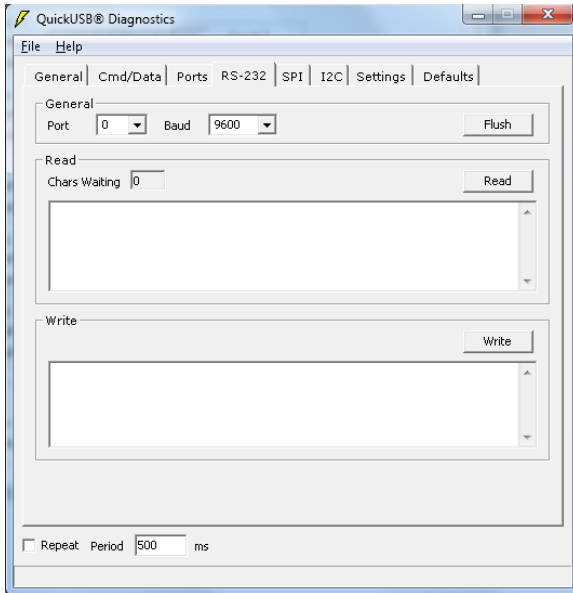 QuickUSB® Diagnostics
File Help
General Cmd/Data Ports RS-232 SPI I2C Settings Defaults
General
Port 0 Baud 9600 Flush
Read
Chars Waiting 0 Read
Write
Write
Repeat Period 500 ms